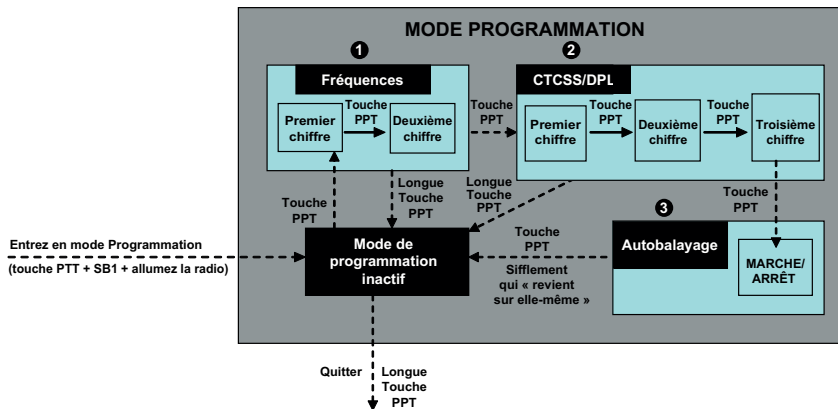 MODE PROGRAMMATION
1
Fréquences
Premier
chiffre
Touche
PPT
Deuxième
chiffre
Touche
PPT
2
CTCSS/DPL
Premier
chiffre
Touche
PPT
Deuxième
chiffre
Touche
PPT
Troisième
chiffre
Touche
PPT
Longue
Touche
PPT
Longue
Touche
PPT
Touche
PPT
3
Autobalayage
MARCHE/
ARRÊT
Touche
PPT
Sifflement
qui « revient
sur elle-même »
Entrez en mode Programmation
(touche PTT + SB1 + allumez la radio)
Mode de
programmation
inactif
Quitter
Longue
Touche
PPT